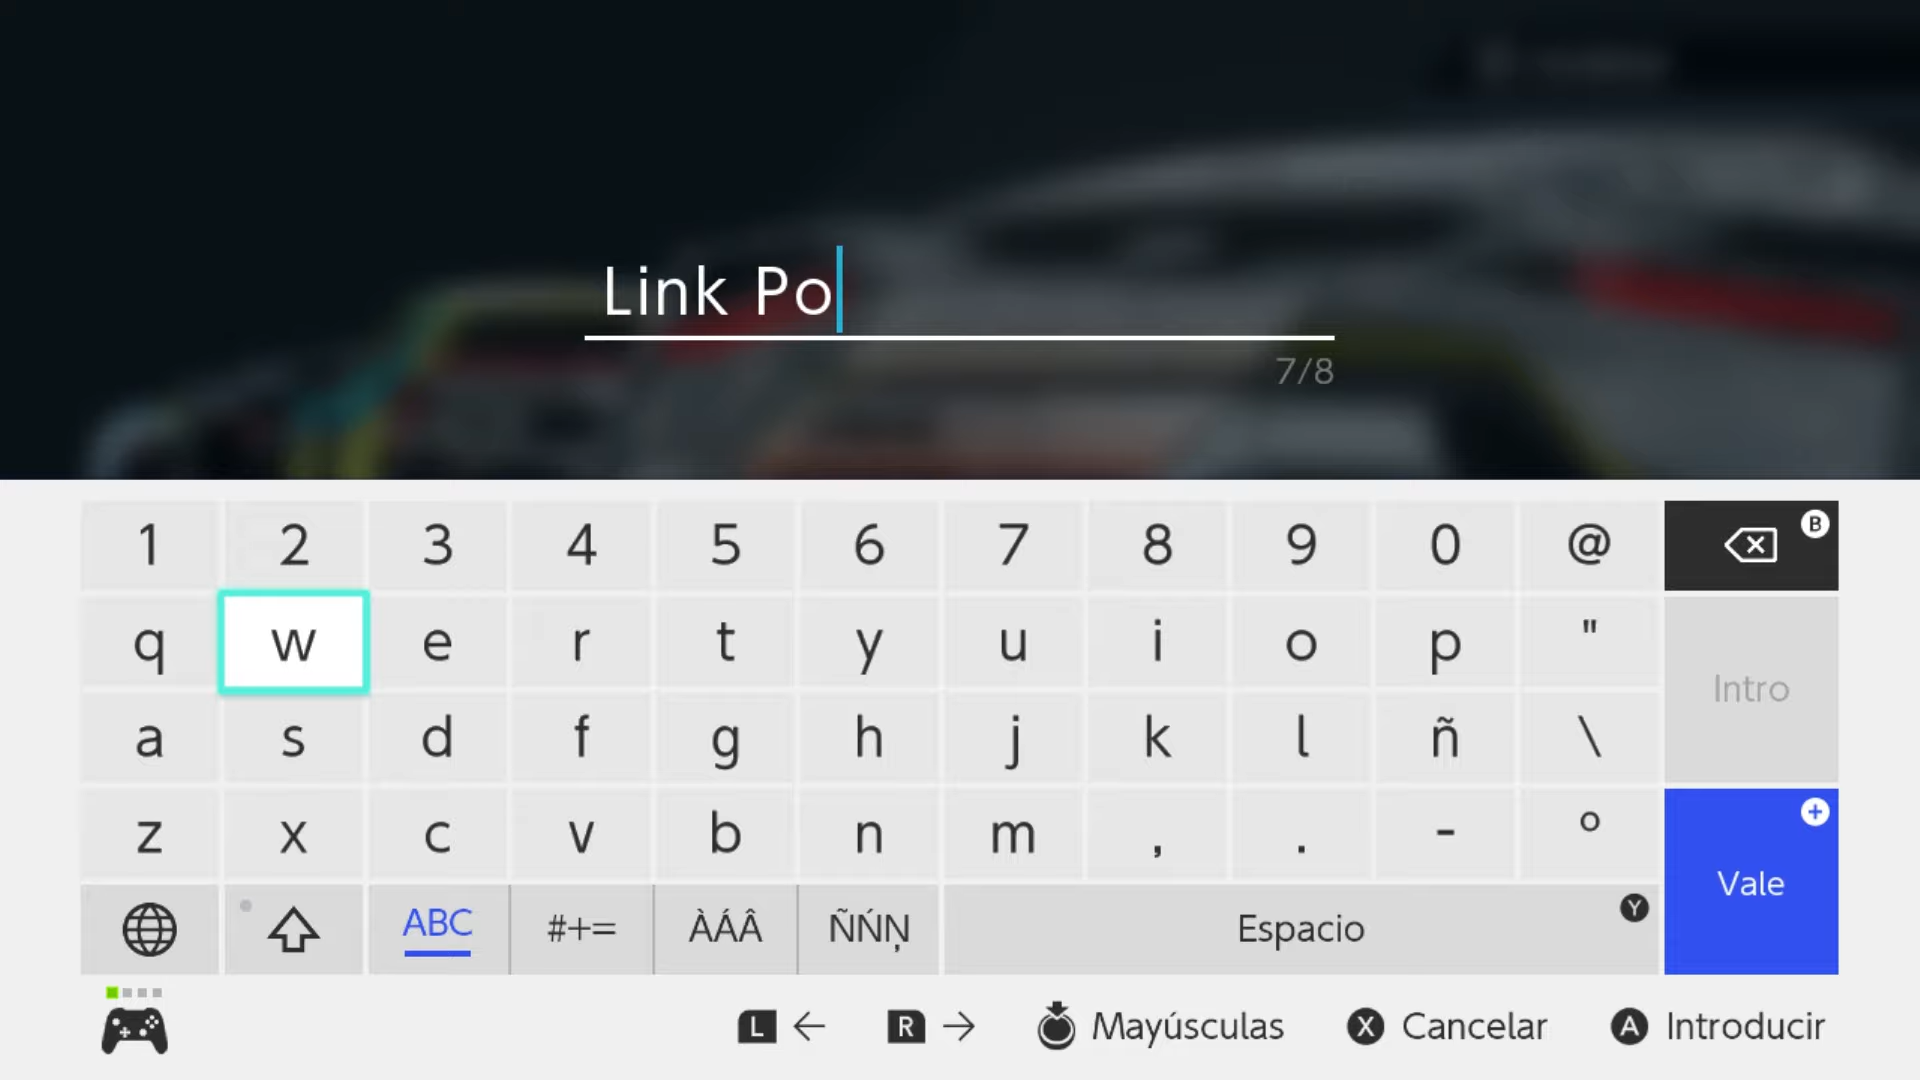 Link Po
7/8
1 2 3 4 5 6 7 8 9 0 @ B
q w e r t y u i o p "
Intro
a s d f g h j k l ñ \
z x c v b n m , . - º +
Vale
ABC #+= ÀÁÂ ÑŃŅ Espacio Y
L ← R → Mayúsculas X Cancelar A Introducir